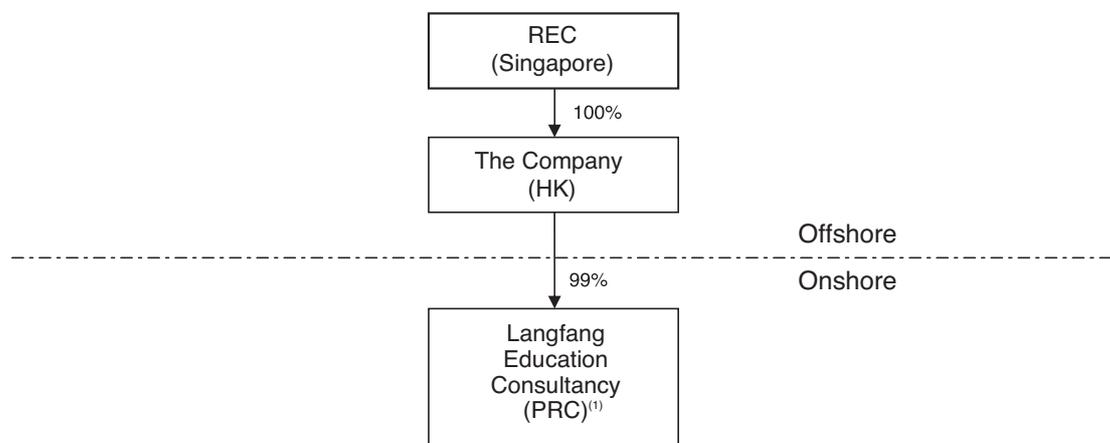 REC
(Singapore)
100%
The Company
(HK)
Offshore
99%
Onshore
Langfang
Education
Consultancy
(PRC)(1)